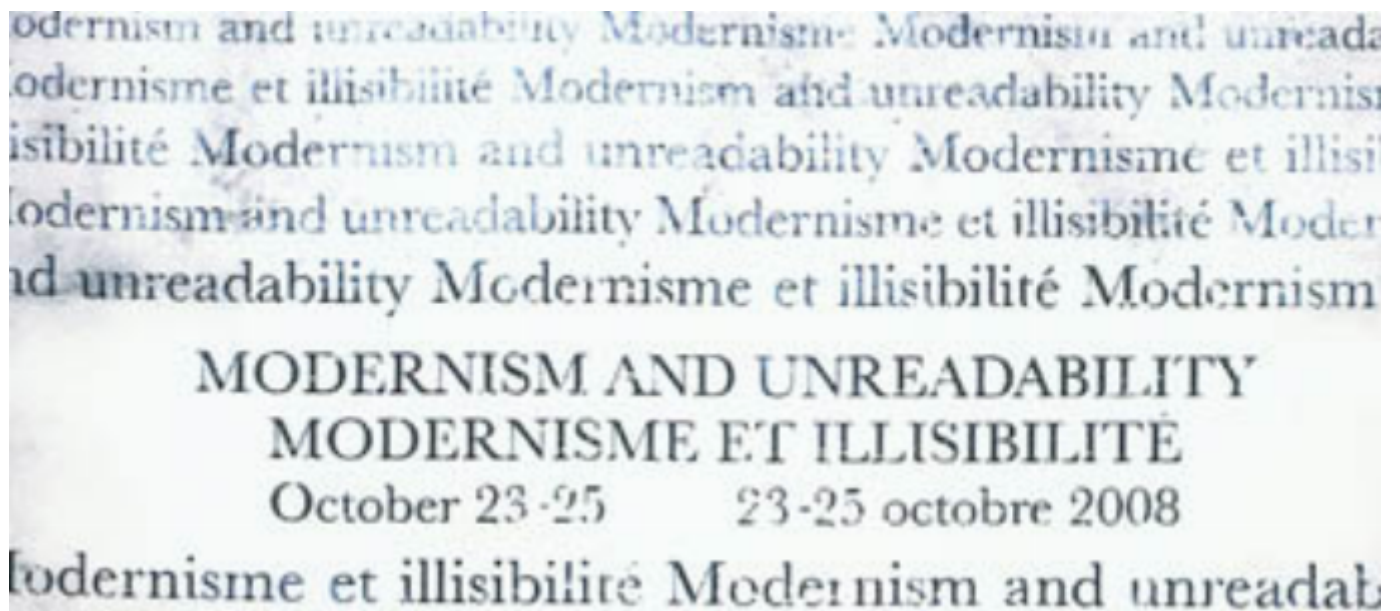 odernism and unreadability Modernisme Modernism and unreada
odernisme et illisibilité Modernism and unreadability Modernis
isibilité Modernism and unreadability Modernisme et illisi
odernism and unreadability Modernisme et illisibilité Moder
nd unreadability Modernisme et illisibilité Modernism
MODERNISM AND UNREADABILITY
MODERNISME ET ILLISIBILITÉ
October 23-25 23-25 octobre 2008
odernisme et illisibilité Modernism and unreadab